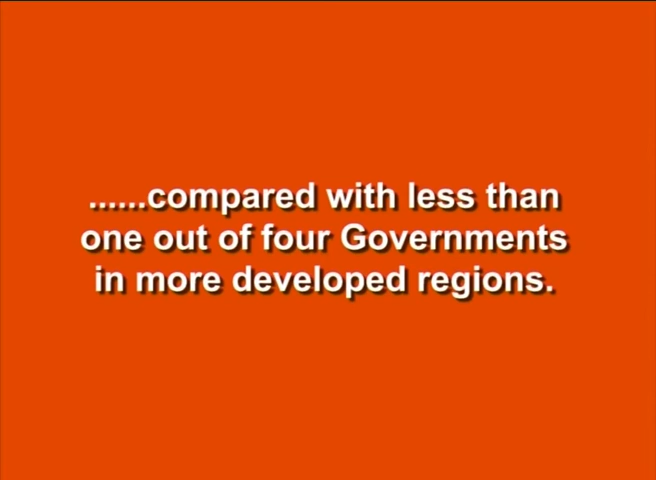 ......compared with less than
one out of four Governments
in more developed regions.